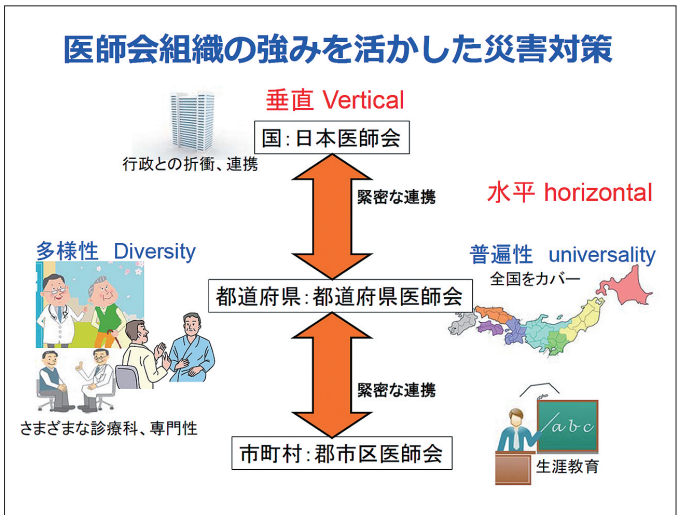 医師会組織の強みを活かした災害対策
垂直 Vertical
国：日本医師会
行政との折衝、連携
緊密な連携
水平 horizontal
多様性 Diversity
普遍性 universality
全国をカバー
都道府県：都道府県医師会
緊密な連携
abc
さまざまな診療科、専門性
市町村：郡市区医師会
生涯教育